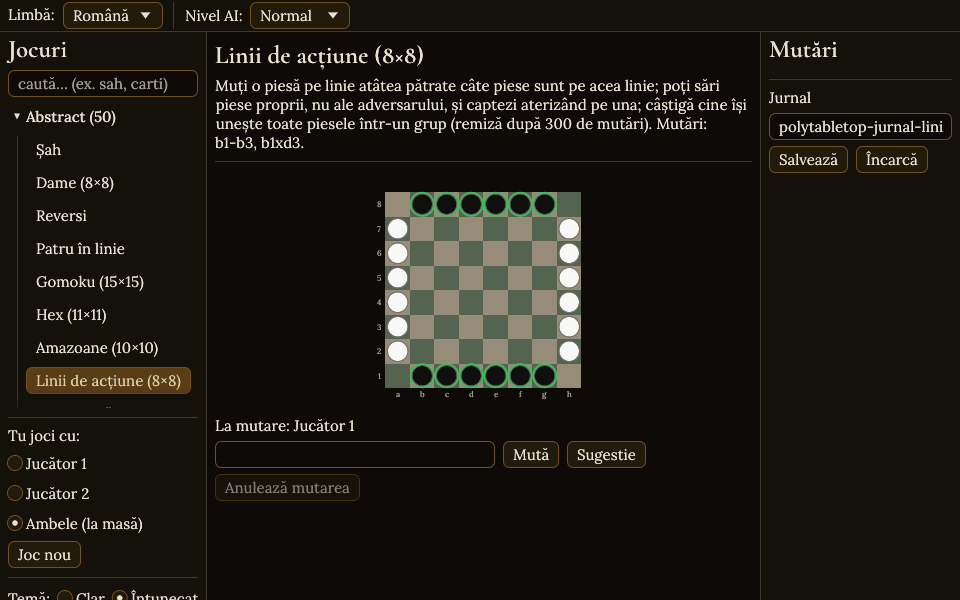 Limbă:
Română
Nivel AI:
Normal
Jocuri
caută... (ex. sah, carti)
Abstract (50)
Șah
Dame (8×8)
Reversi
Patru în linie
Gomoku (15×15)
Hex (11×11)
Amazoane (10×10)
Linii de acțiune (8×8)
Tu joci cu:
Jucător 1
Jucător 2
Ambele (la masă)
Joc nou
Temă:
Clar
Întunecat
Linii de acțiune (8×8)
Muți o piesă pe linie atâtea pătrate câte piese sunt pe acea linie; poți sări
piese proprii, nu ale adversarului, și captezi aterizând pe una; câștigă cine își
unește toate piesele într-un grup (remiză după 300 de mutări). Mutări:
b1-b3, b1xd3.
8
7
6
5
4
3
2
1
a b c d e f g h
La mutare: Jucător 1
Mută
Sugestie
Anulează mutarea
Mutări
Jurnal
polytabletop-jurnal-lini
Salvează
Încarcă